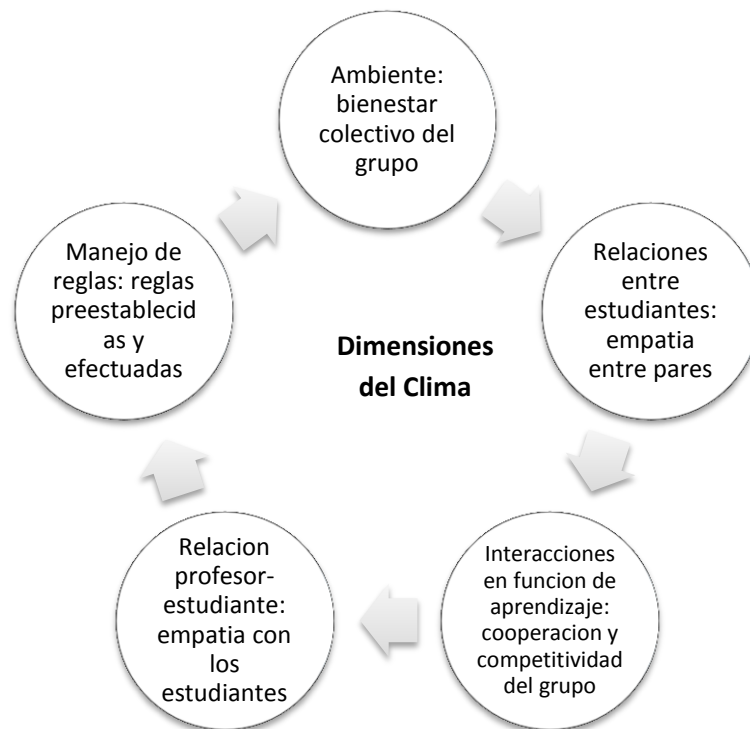 Ambiente:
bienestar
colectivo del
grupo
Relaciones
entre
estudiantes:
empatia
entre pares
Interacciones
en funcion de
aprendizaje:
cooperacion y
competitividad
del grupo
Relacion
profesor-
estudiante:
empatia con
los
estudiantes
Manejo de
reglas: reglas
preestablecid
as y
efectuadas
Dimensiones
del Clima